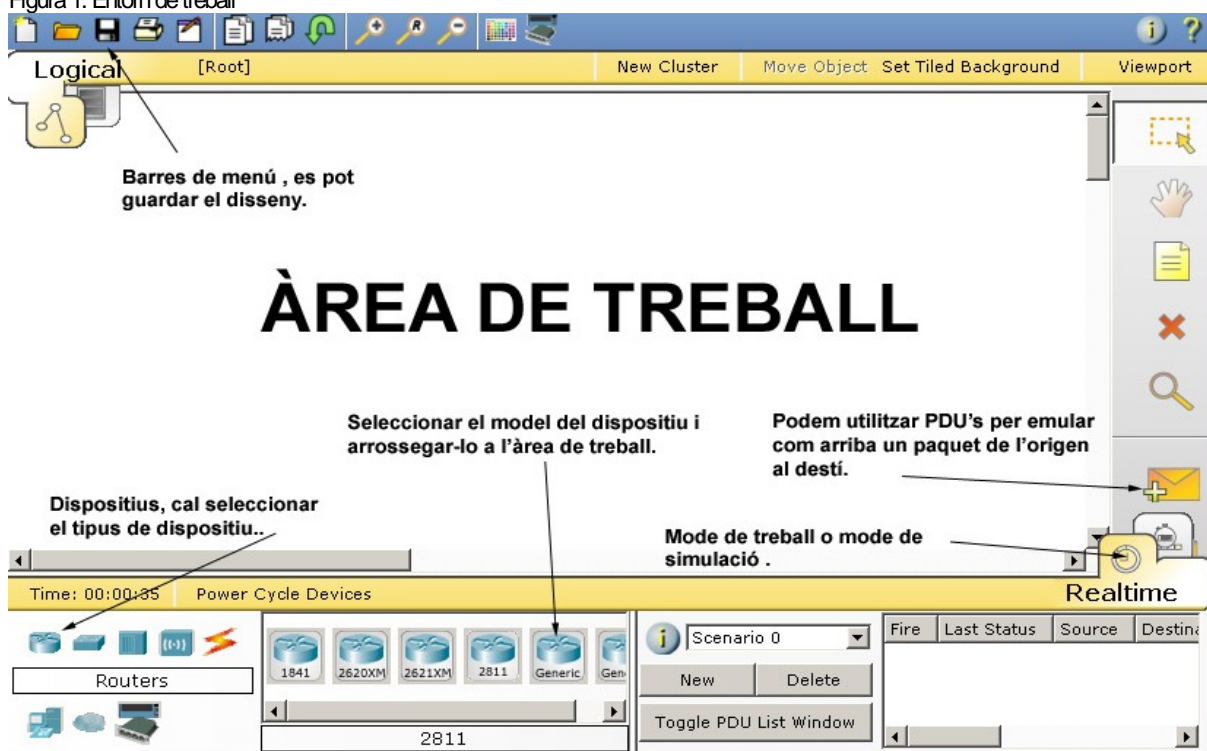 Figura 1. Entorn de treball
Logical
[Root]
New Cluster
Move Object
Set Tiled Background
Viewport
Barres de menú , es pot
guardar el disseny.
ÀREA DE TREBALL
Seleccionar el model del dispositiu i
arrossegar-lo a l'àrea de treball.
Podem utilitzar PDU's per emular
com arriba un paquet de l'origen
al destí.
Dispositius, cal seleccionar
el tipus de dispositiu..
Mode de treball o mode de
simulació .
Time: 00:00:35
Power Cycle Devices
Realtime
Routers
1841
2620XM
2621XM
2811
Generic
Gen
2811
Scenario 0
New
Delete
Toggle PDU List Window
Fire
Last Status
Source
Destina